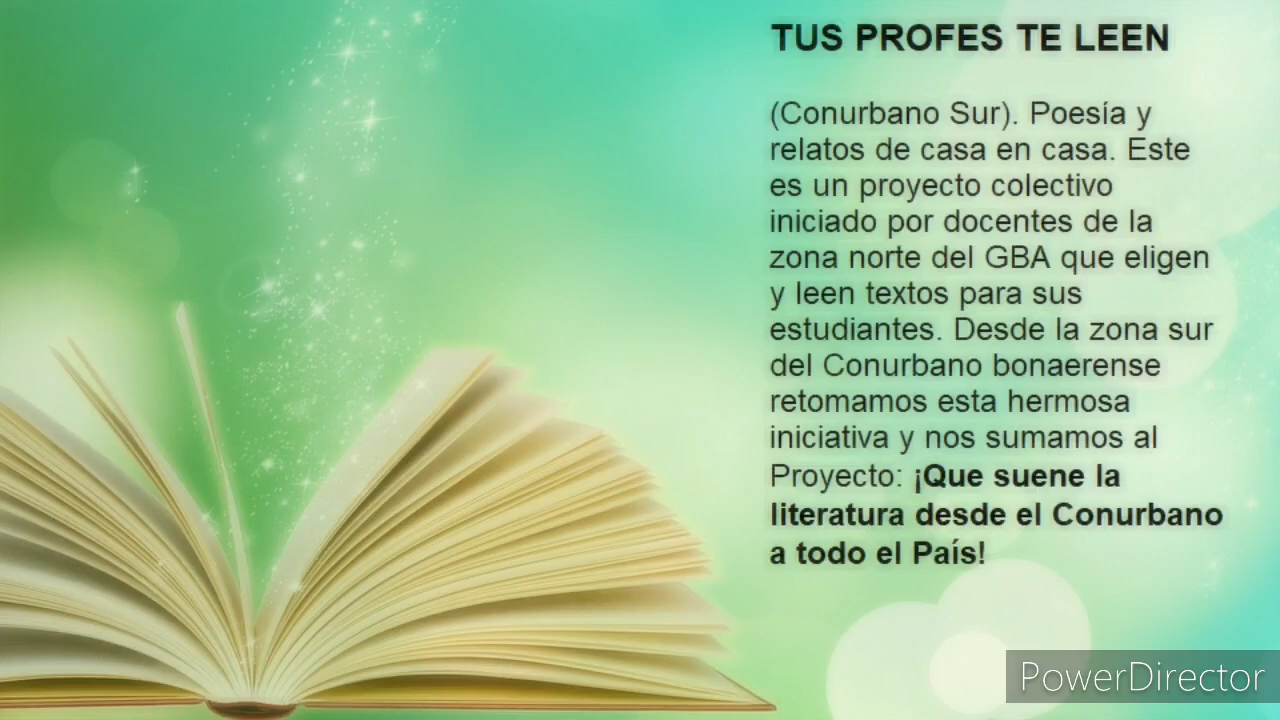 TUS PROFES TE LEEN
(Conurbano Sur). Poesía y
relatos de casa en casa. Este
es un proyecto colectivo
iniciado por docentes de la
zona norte del GBA que eligen
y leen textos para sus
estudiantes. Desde la zona sur
del Conurbano bonaerense
retomamos esta hermosa
iniciativa y nos sumamos al
Proyecto: ¡Que suene la
literatura desde el Conurbano
a todo el País!
PowerDirector